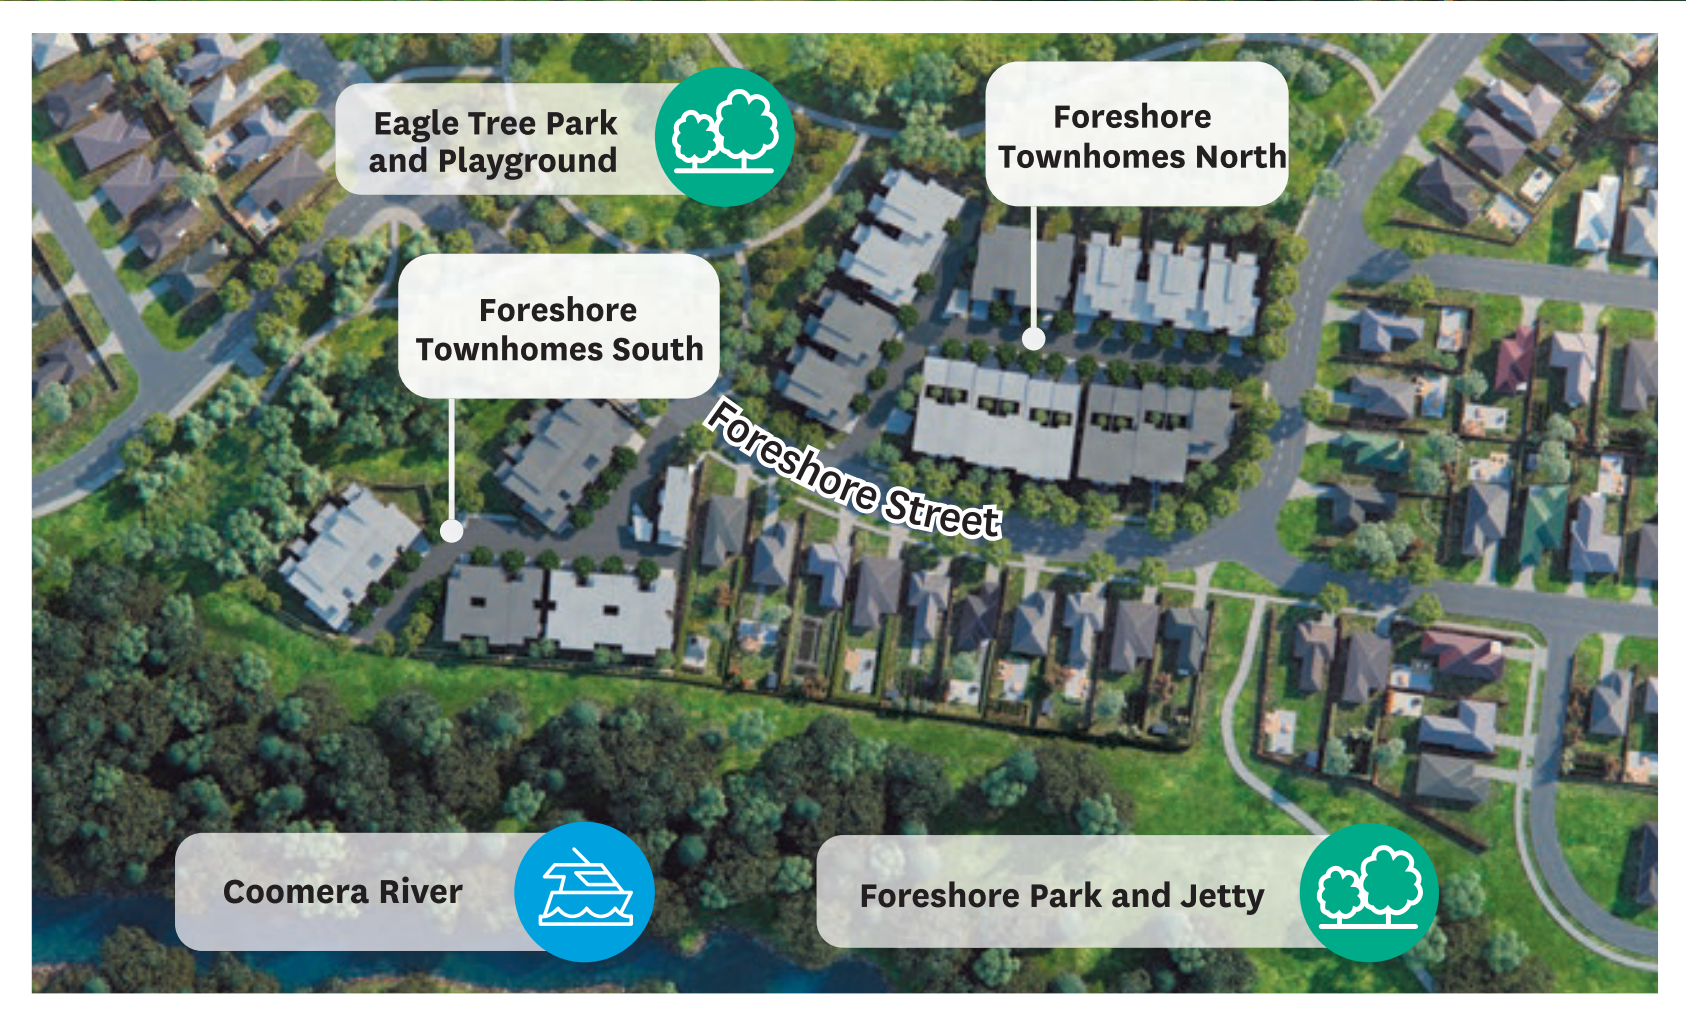 Eagle Tree Park
and Playground
Foreshore
Townhomes North
Foreshore
Townhomes South
Foreshore Street
Coomera River
Foreshore Park and Jetty